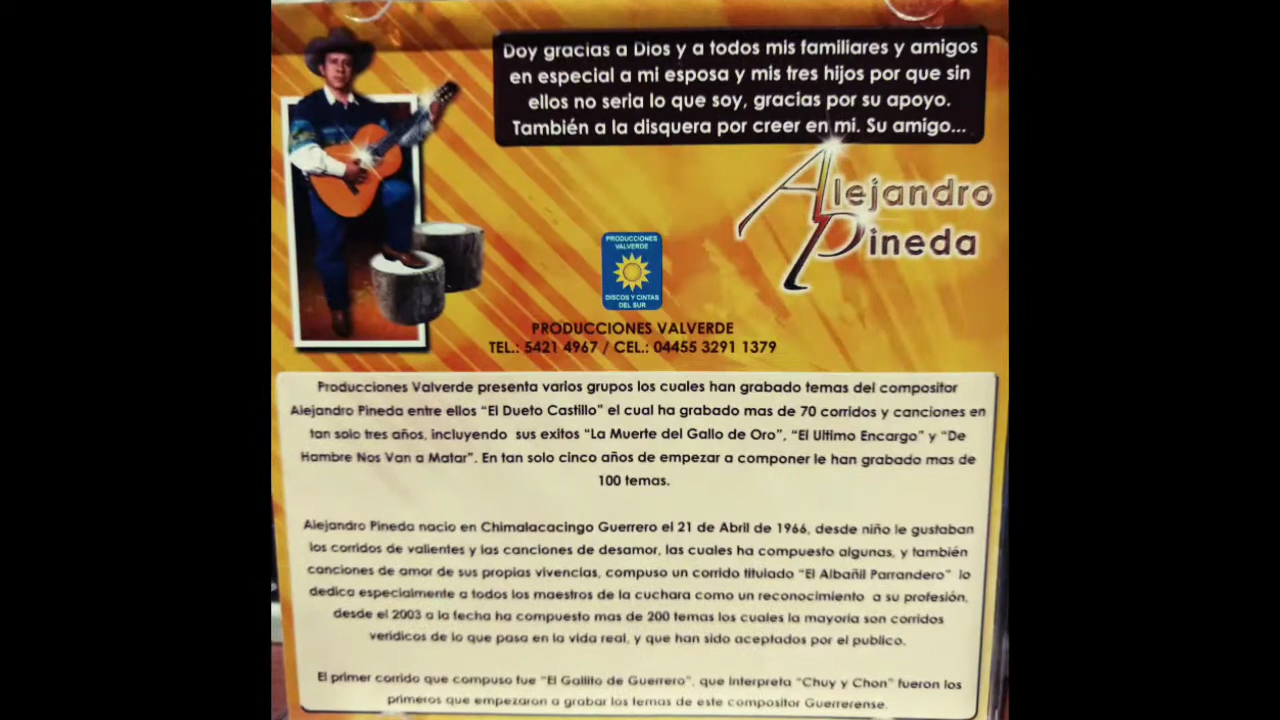 Doy gracias a Dios y a todos mis familiares y amigos
en especial a mi esposa y mis tres hijos por que sin
ellos no seria lo que soy, gracias por su apoyo.
También a la disquera por creer en mi. Su amigo...
Alejandro
Pineda
PRODUCCIONES
VALVERDE
DISCOS Y CINTAS
DEL SUR
PRODUCCIONES VALVERDE
TEL.: 5421 4967 / CEL.: 04455 3291 1379
Producciones Valverde presenta varios grupos los cuales han grabado temas del compositor
Alejandro Pineda entre ellos “El Dueto Castillo” el cual ha grabado mas de 70 corridos y canciones en
tan solo tres años, incluyendo sus exitos “La Muerte del Gallo de Oro”, “El Ultimo Encargo” y “De
Hambre Nos Van a Matar”. En tan solo cinco años de empezar a componer le han grabado mas de
100 temas.
Alejandro Pineda nacio en Chimalacacingo Guerrero el 21 de Abril de 1966, desde niño le gustaban
los corridos de valientes y las canciones de desamor, las cuales ha compuesto algunas, y también
canciones de amor de sus propias vivencias, compuso un corrido titulado “El Albañil Parrandero” lo
dedica especialmente a todos los maestros de la cuchara como un reconocimiento a su profesión,
desde el 2003 a la fecha ha compuesto mas de 200 temas los cuales la mayoría son corridos
veridicos de lo que pasa en la vida real, y que han sido aceptados por el publico.
El primer corrido que compuso fue “El Gallito de Guerrero”, que interpreta “Chuy y Chon” fueron los
primeros que empezaron a grabar los temas de este compositor Guerrerense.